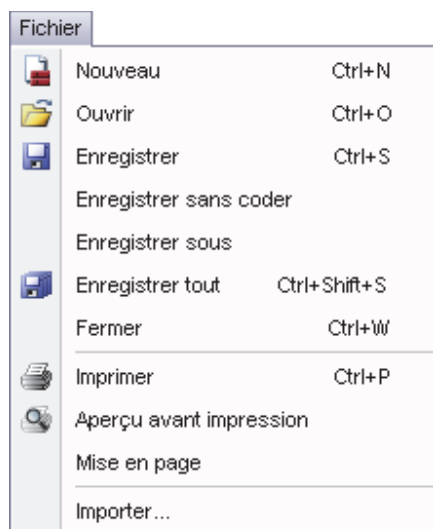 Fichier
Nouveau Ctrl+N
Ouvrir Ctrl+O
Enregistrer Ctrl+S
Enregistrer sans coder
Enregistrer sous
Enregistrer tout Ctrl+Shift+S
Fermer Ctrl+W
Imprimer Ctrl+P
Aperçu avant impression
Mise en page
Importer...